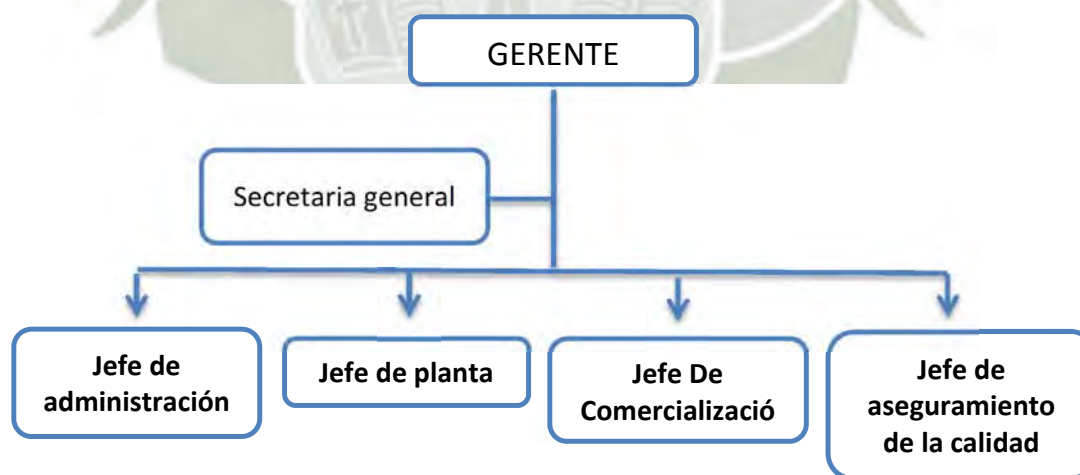 GERENTE
Secretaria general
Jefe de
administración
Jefe de planta
Jefe De
Comercializació
Jefe de
aseguramiento
de la calidad